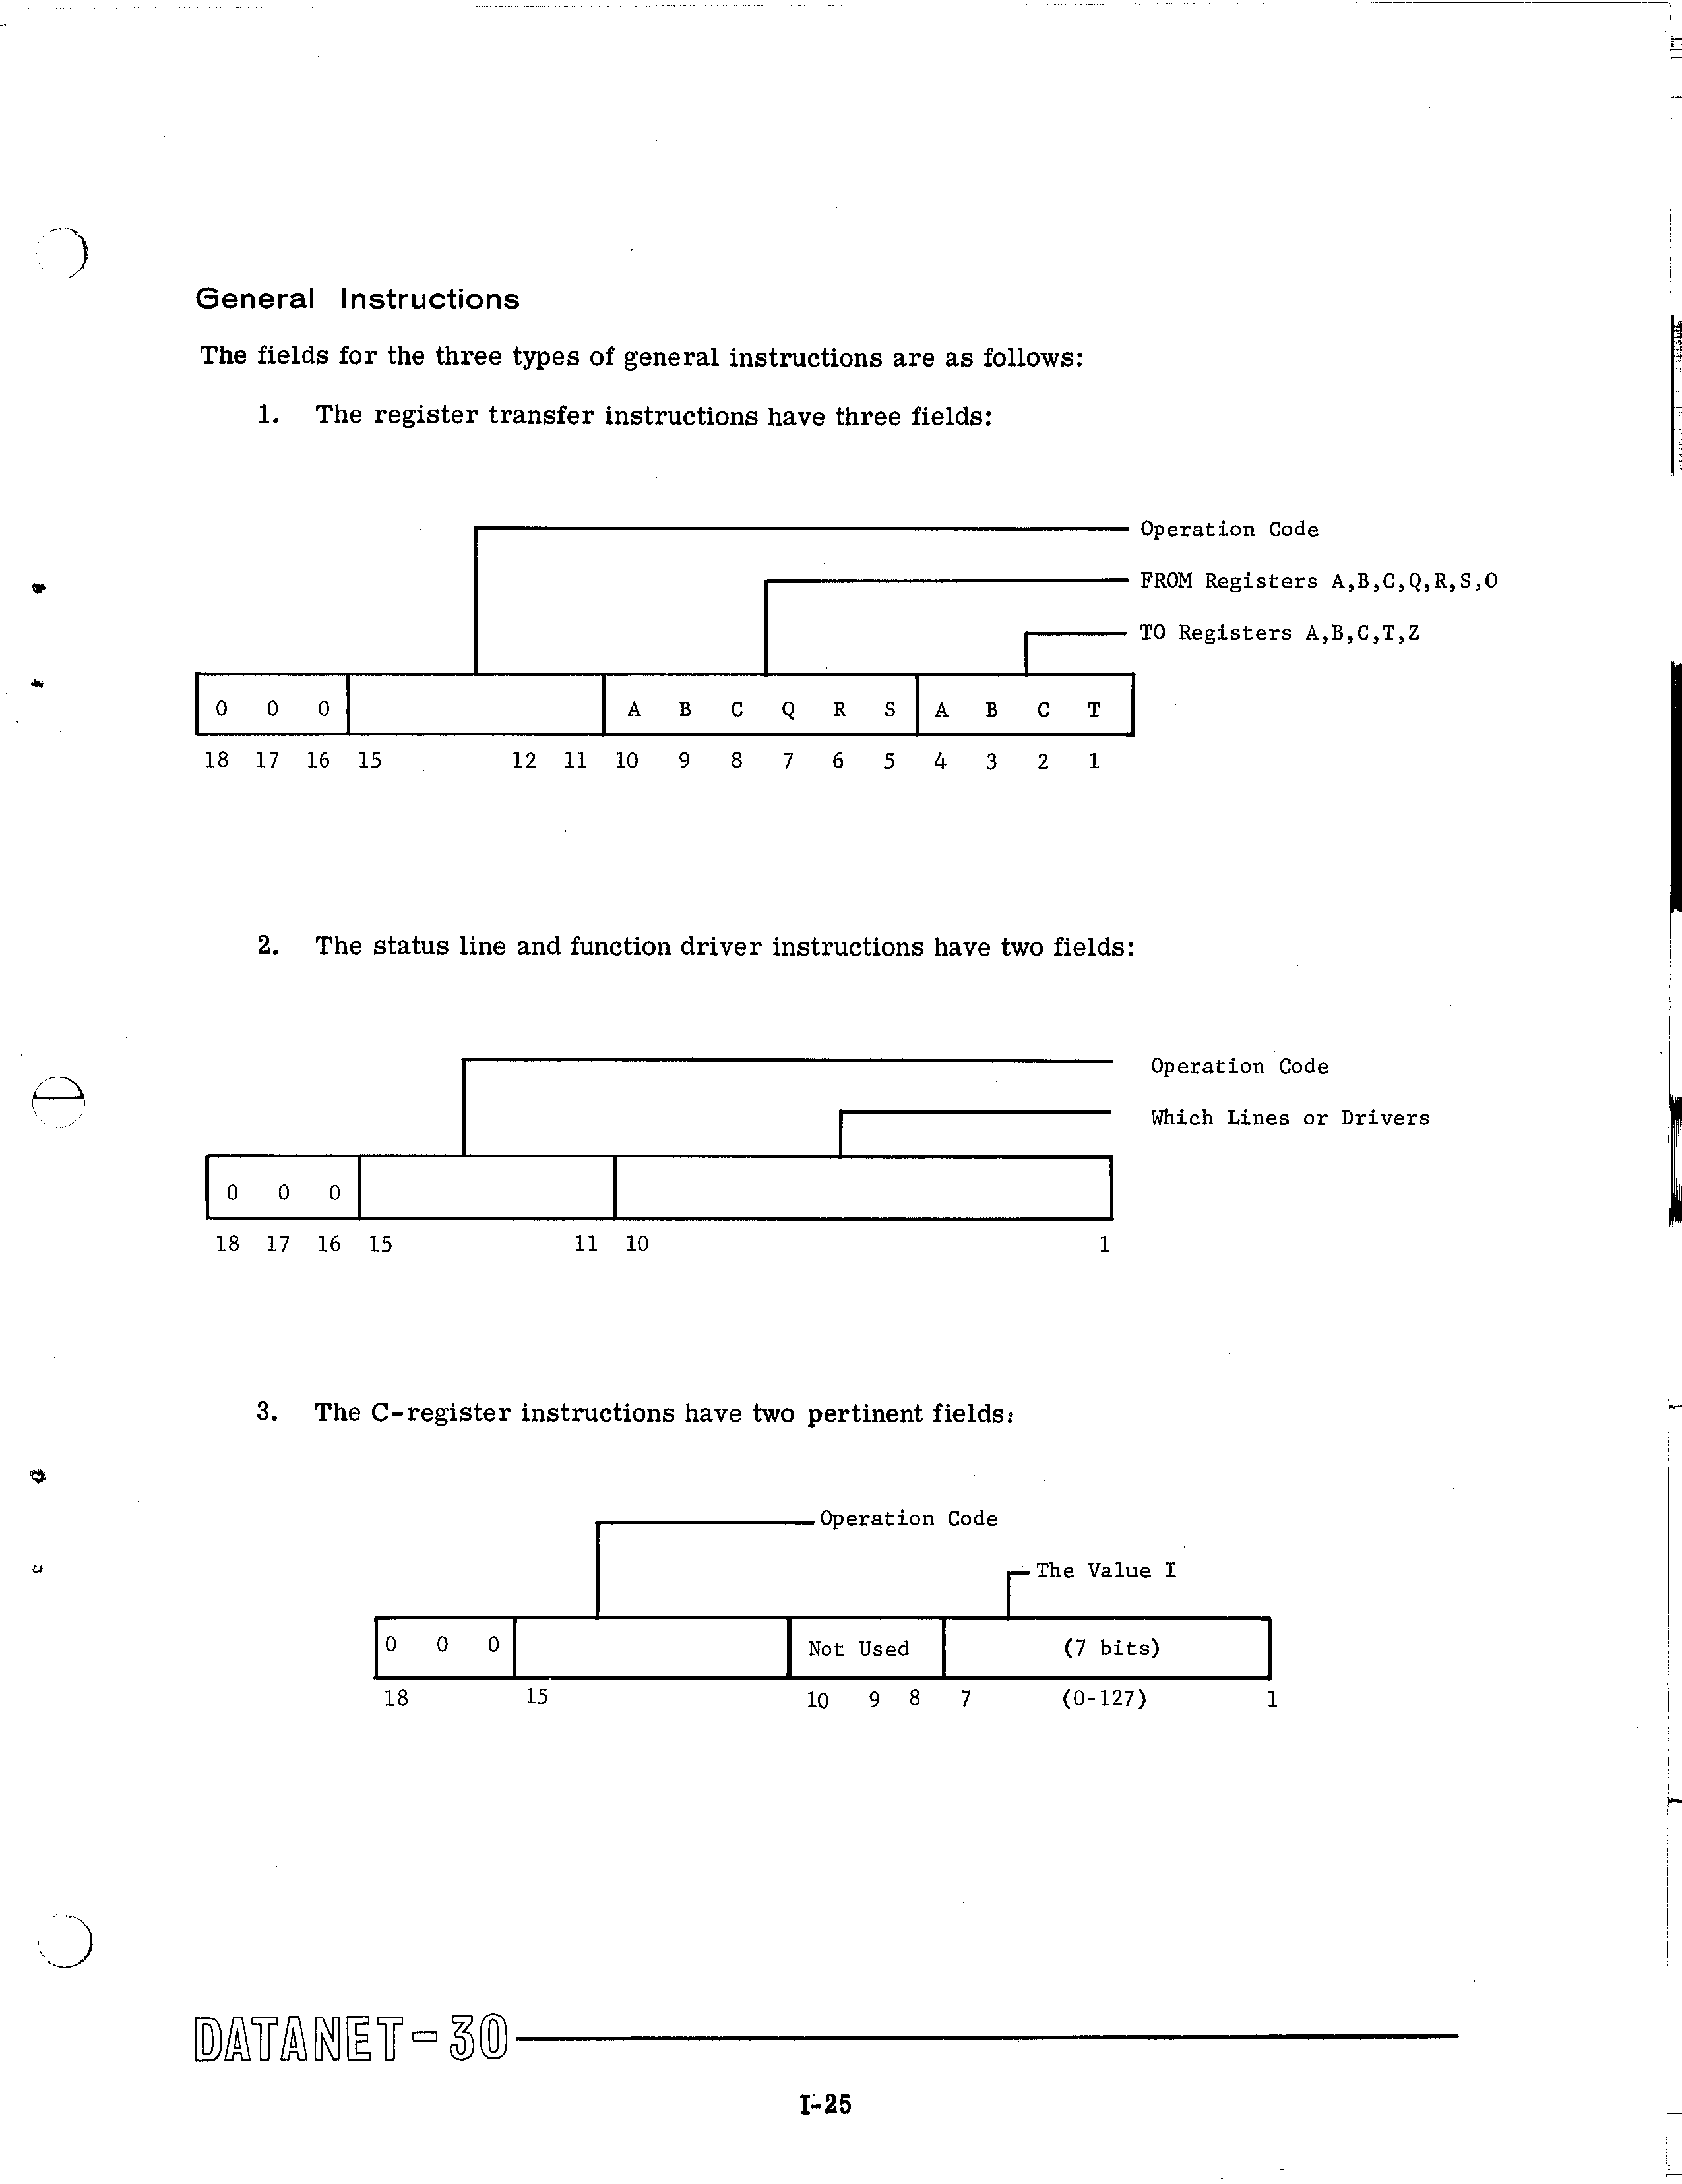 General Instructions
The fields for the three types of general instructions are as follows:
1. The register transfer instructions have three fields:
Operation Code
FROM Registers A,B,C,Q,R,S,O
TO Registers A,B,C,T,Z
0 0 0 A B C Q R S A B C T
18 17 16 15 12 11 10 9 8 7 6 5 4 3 2 1
2. The status line and function driver instructions have two fields:
Operation Code
Which Lines or Drivers
0 0 0
18 17 16 15 11 10 1
3. The C-register instructions have two pertinent fields:
Operation Code
The Value I
0 0 0 Not Used (7 bits)
18 15 10 9 8 7 (0-127) 1
DATANET-30
I-25